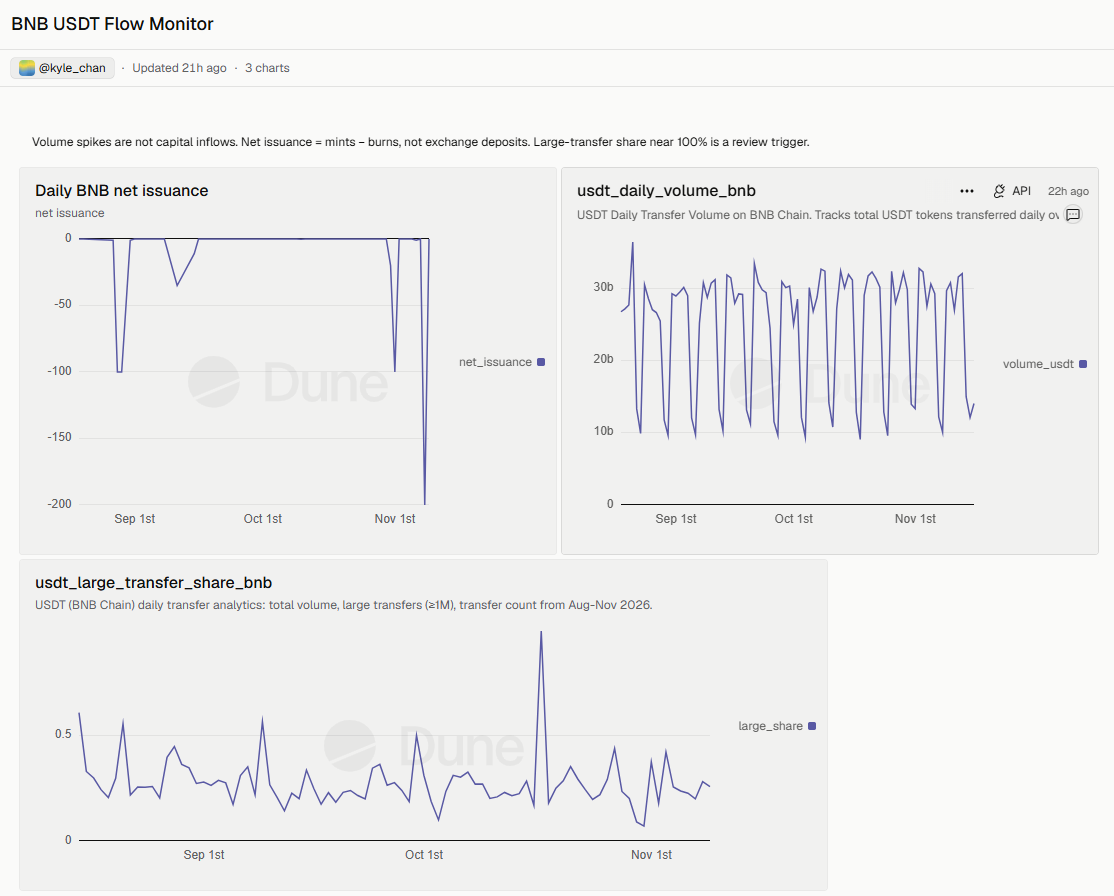 BNB USDT Flow Monitor
@kyle_chan · Updated 21h ago · 3 charts
Volume spikes are not capital inflows. Net issuance = mints – burns, not exchange deposits. Large-transfer share near 100% is a review trigger.
Daily BNB net issuance
net issuance
0
-50
-100
-150
-200
Sep 1st
Oct 1st
Nov 1st
net_issuance
Dune
usdt_daily_volume_bnb
API
22h ago
USDT Daily Transfer Volume on BNB Chain. Tracks total USDT tokens transferred daily ov
30b
20b
10b
0
Sep 1st
Oct 1st
Nov 1st
volume_usdt
Dune
usdt_large_transfer_share_bnb
USDT (BNB Chain) daily transfer analytics: total volume, large transfers (≥1M), transfer count from Aug-Nov 2026.
0.5
0
Sep 1st
Oct 1st
Nov 1st
large_share
Dune